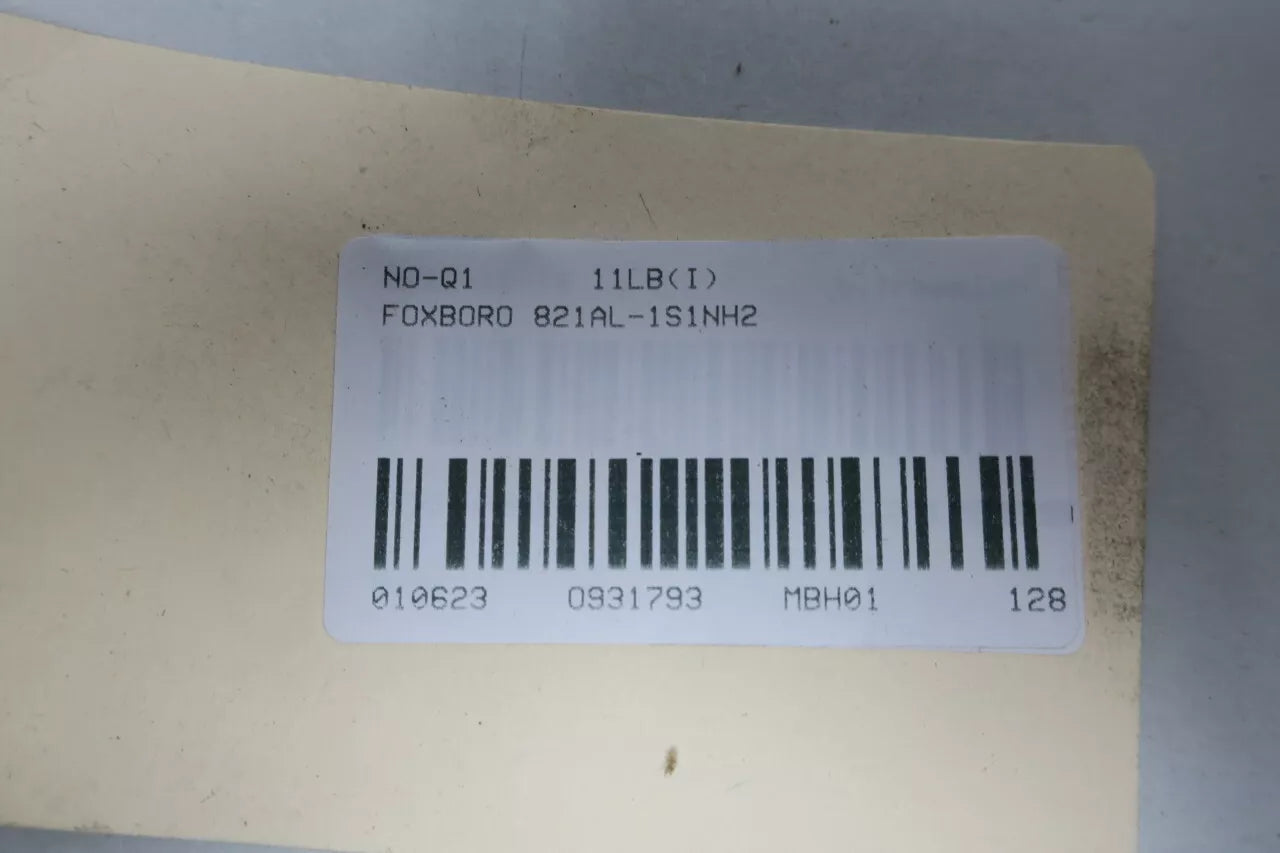 NO-Q1 11LB(I)
FOXBORO 821AL-1S1NH2
010623 0931793 MBH01 128